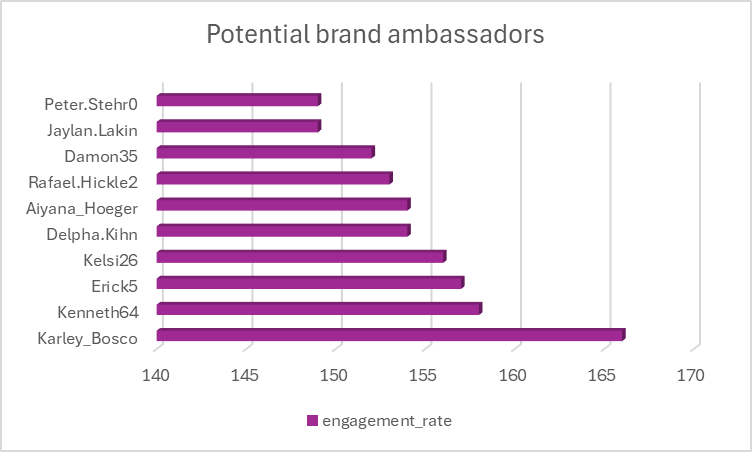 Potential brand ambassadors
Peter.Stehr0
Jaylan.Lakin
Damon35
Rafael.Hickle2
Aiyana_Hoeger
Delpha.Kihn
Kelsi26
Erick5
Kenneth64
Karley_Bosco
140 145 150 155 160 165 170
engagement_rate